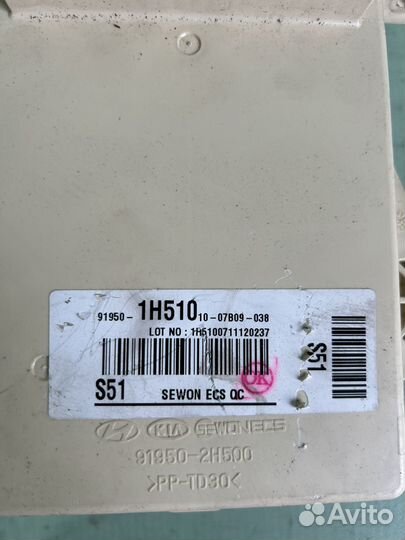 91950- 1H510 10-07B09-038
LOT NO : 1H5100711120237
S51
SEWON ECS QC
OK
S51
KIA SEWONECS
91950-2H500
>PP-TD30<
Avito